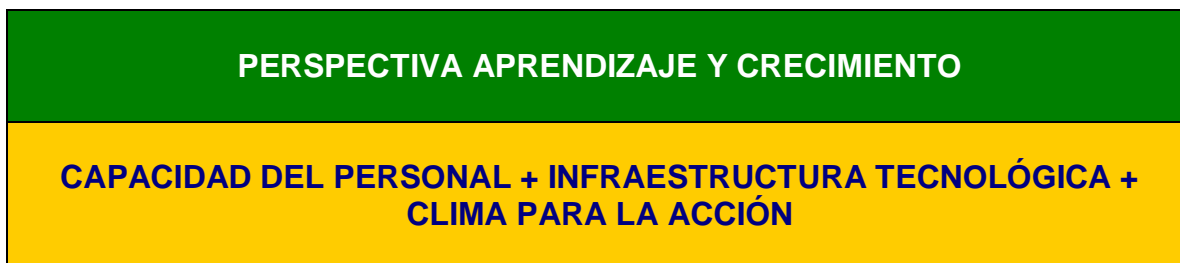 PERSPECTIVA APRENDIZAJE Y CRECIMIENTO
CAPACIDAD DEL PERSONAL + INFRAESTRUCTURA TECNOLÓGICA +
CLIMA PARA LA ACCIÓN